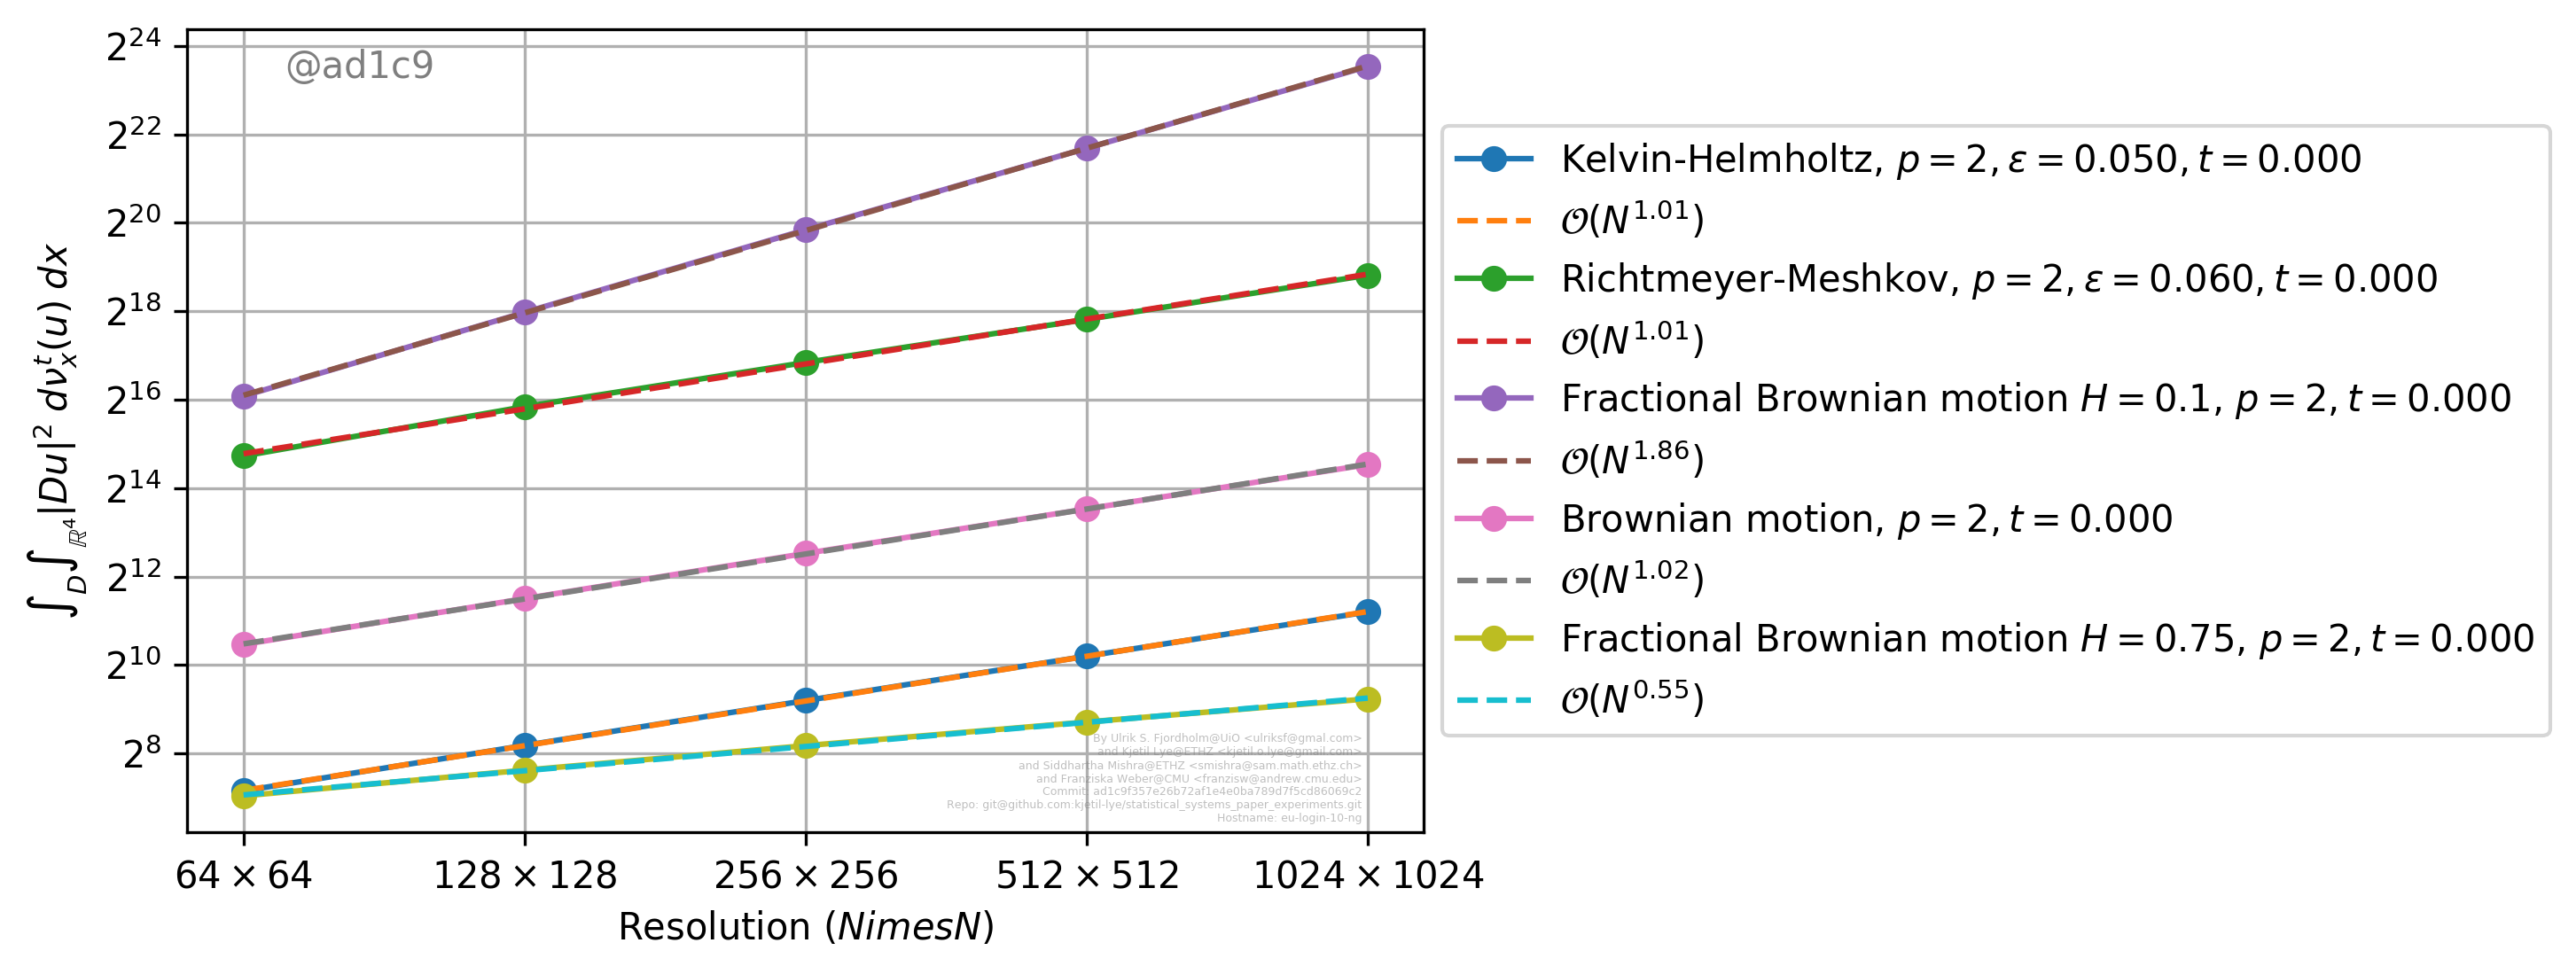 @ad1c9
2^24
2^22
2^20
2^18
2^16
2^14
2^12
2^10
2^8
∫_D ∫_{ℝ^4} |Du|^2 dν_x^t(u) dx
64 × 64
128 × 128
256 × 256
512 × 512
1024 × 1024
Resolution (NimesN)
Kelvin-Helmholtz, p = 2, ε = 0.050, t = 0.000
𝒪(N^1.01)
Richtmeyer-Meshkov, p = 2, ε = 0.060, t = 0.000
𝒪(N^1.01)
Fractional Brownian motion H = 0.1, p = 2, t = 0.000
𝒪(N^1.86)
Brownian motion, p = 2, t = 0.000
𝒪(N^1.02)
Fractional Brownian motion H = 0.75, p = 2, t = 0.000
𝒪(N^0.55)
By Ulrik S. Fjordholm@UiO <ulriksf@gmal.com>
and Kjetil Lye@ETHZ <kjetil.o.lye@gmail.com>
and Siddhartha Mishra@ETHZ <smishra@sam.math.ethz.ch>
and Franziska Weber@CMU <franzisw@andrew.cmu.edu>
Commit: ad1c9f357e26b72af1e4e0ba789d7f5cd86069c2
Repo: git@github.com:kjetil-lye/statistical_systems_paper_experiments.git
Hostname: eu-login-10-ng